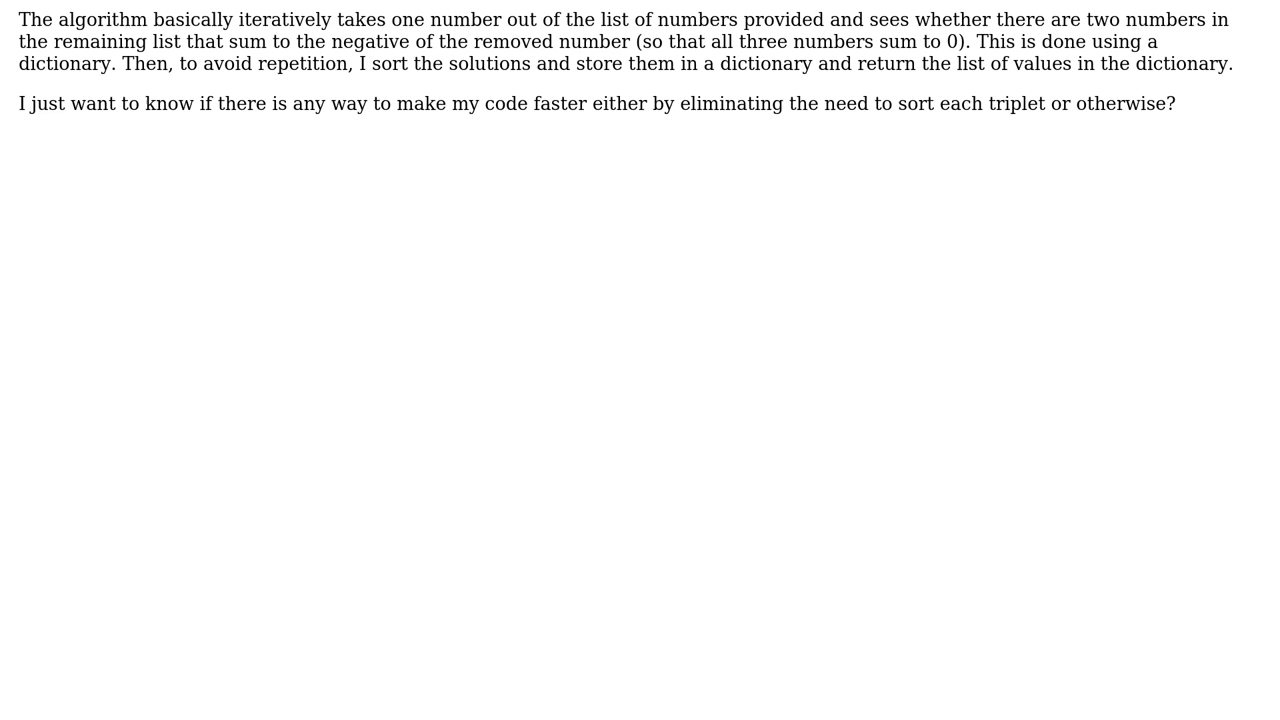 The algorithm basically iteratively takes one number out of the list of numbers provided and sees whether there are two numbers in
the remaining list that sum to the negative of the removed number (so that all three numbers sum to 0). This is done using a
dictionary. Then, to avoid repetition, I sort the solutions and store them in a dictionary and return the list of values in the dictionary.
I just want to know if there is any way to make my code faster either by eliminating the need to sort each triplet or otherwise?